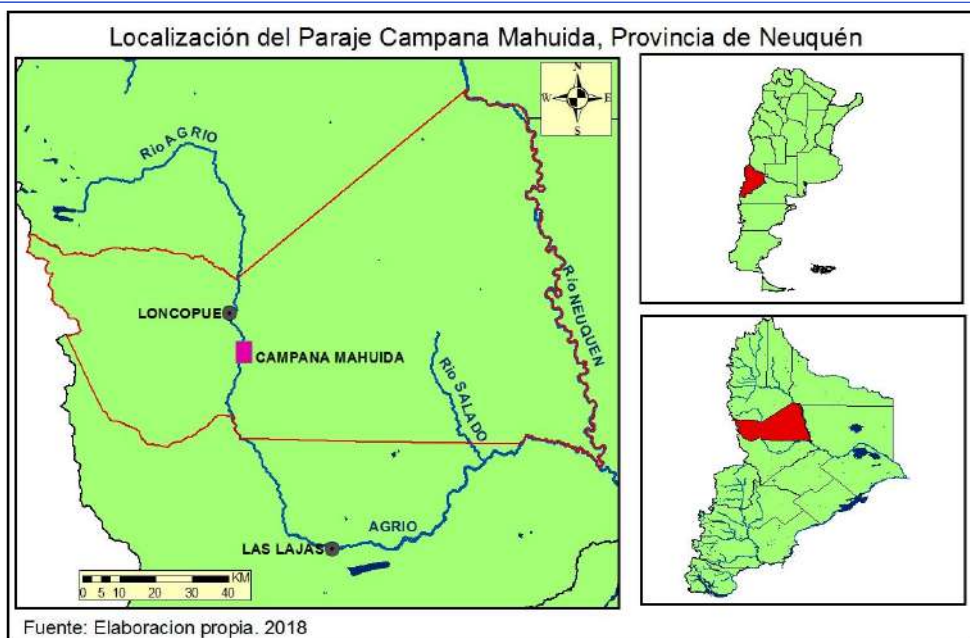 Localización del Paraje Campana Mahuida, Provincia de Neuquén
N
W E
S
Río AGRIO
LONCOPUE
CAMPANA MAHUIDA
Río NEUQUEN
Río SALADO
AGRIO
LAS LAJAS
KM
0 5 10 20 30 40
Fuente: Elaboracion propia. 2018